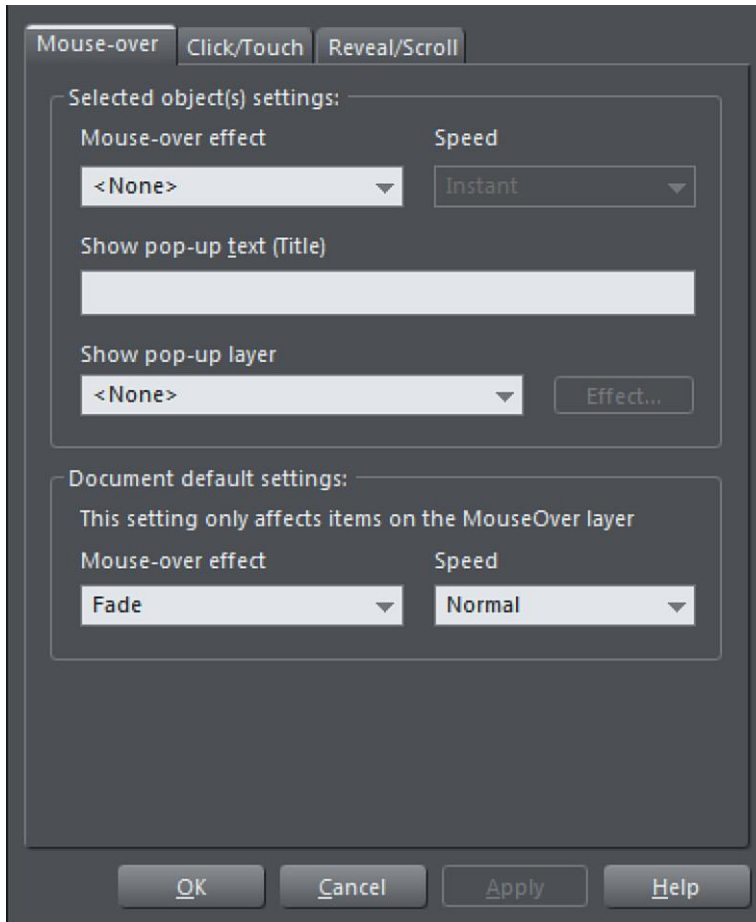 Mouse-over Click/Touch Reveal/Scroll
Selected object(s) settings:
Mouse-over effect Speed
<None> Instant
Show pop-up text (Title)
Show pop-up layer
<None> Effect...
Document default settings:
This setting only affects items on the MouseOver layer
Mouse-over effect Speed
Fade Normal
OK Cancel Apply Help